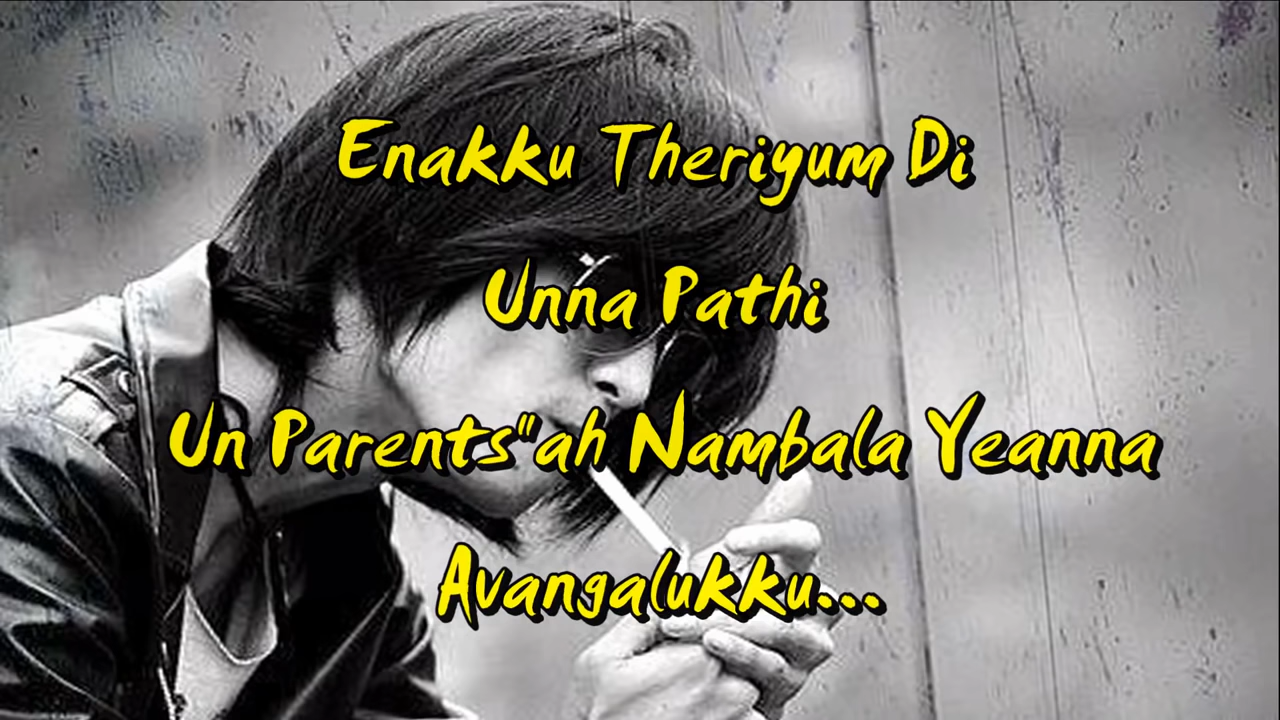 Enakku Theriyum Di
Unna Pathi
Un Parents"ah Nambala Yeanna
Avangalukku...